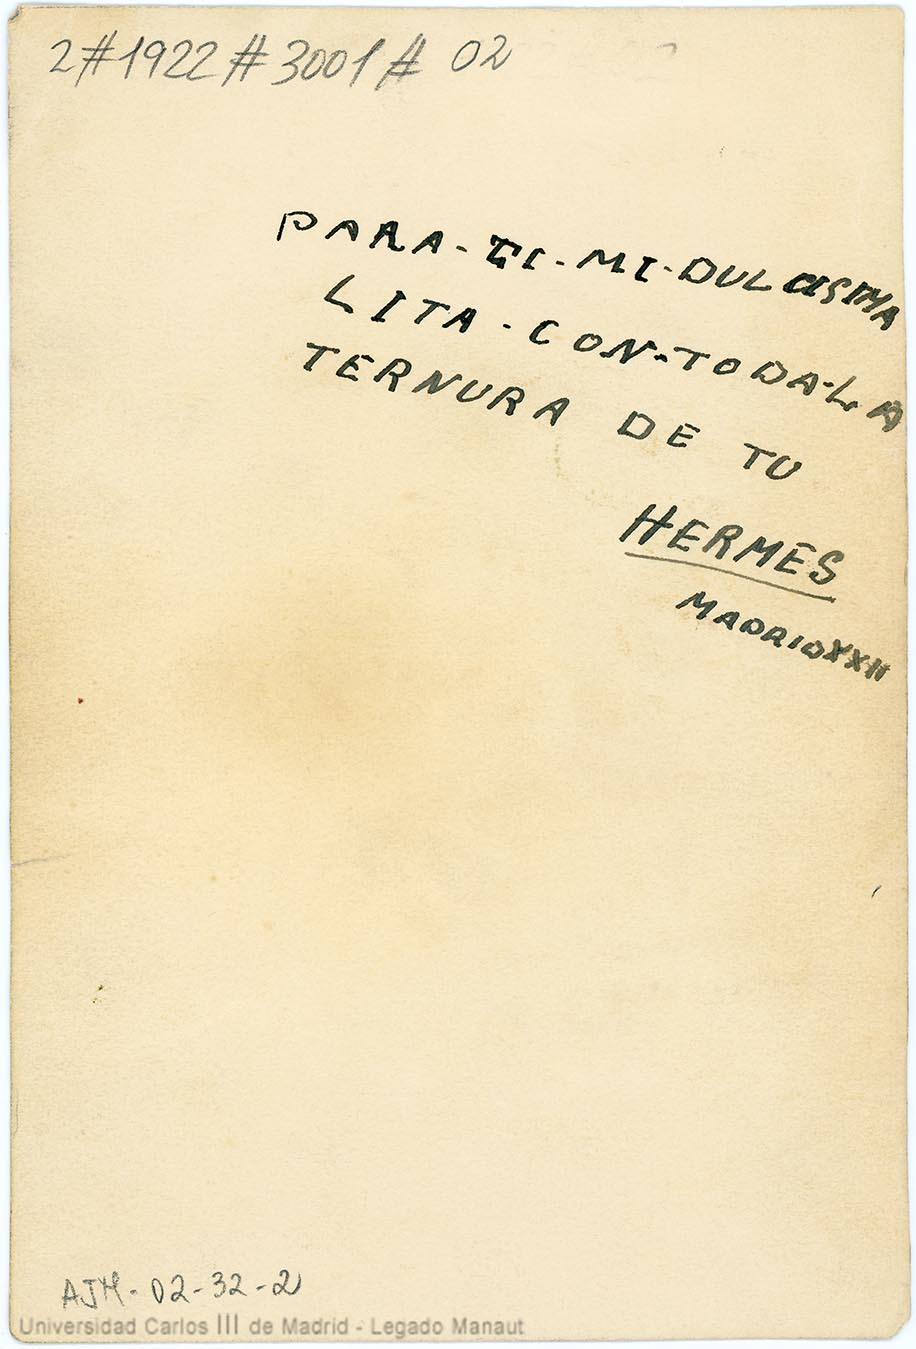 2#1922#3001# 02
PARA-TI-MI-DULCISIMA
LITA-CON-TODA-LA
TERNURA DE TU
HERMES
MADRID XXII
AJM-02-32-2
Universidad Carlos III de Madrid - Legado Manaut